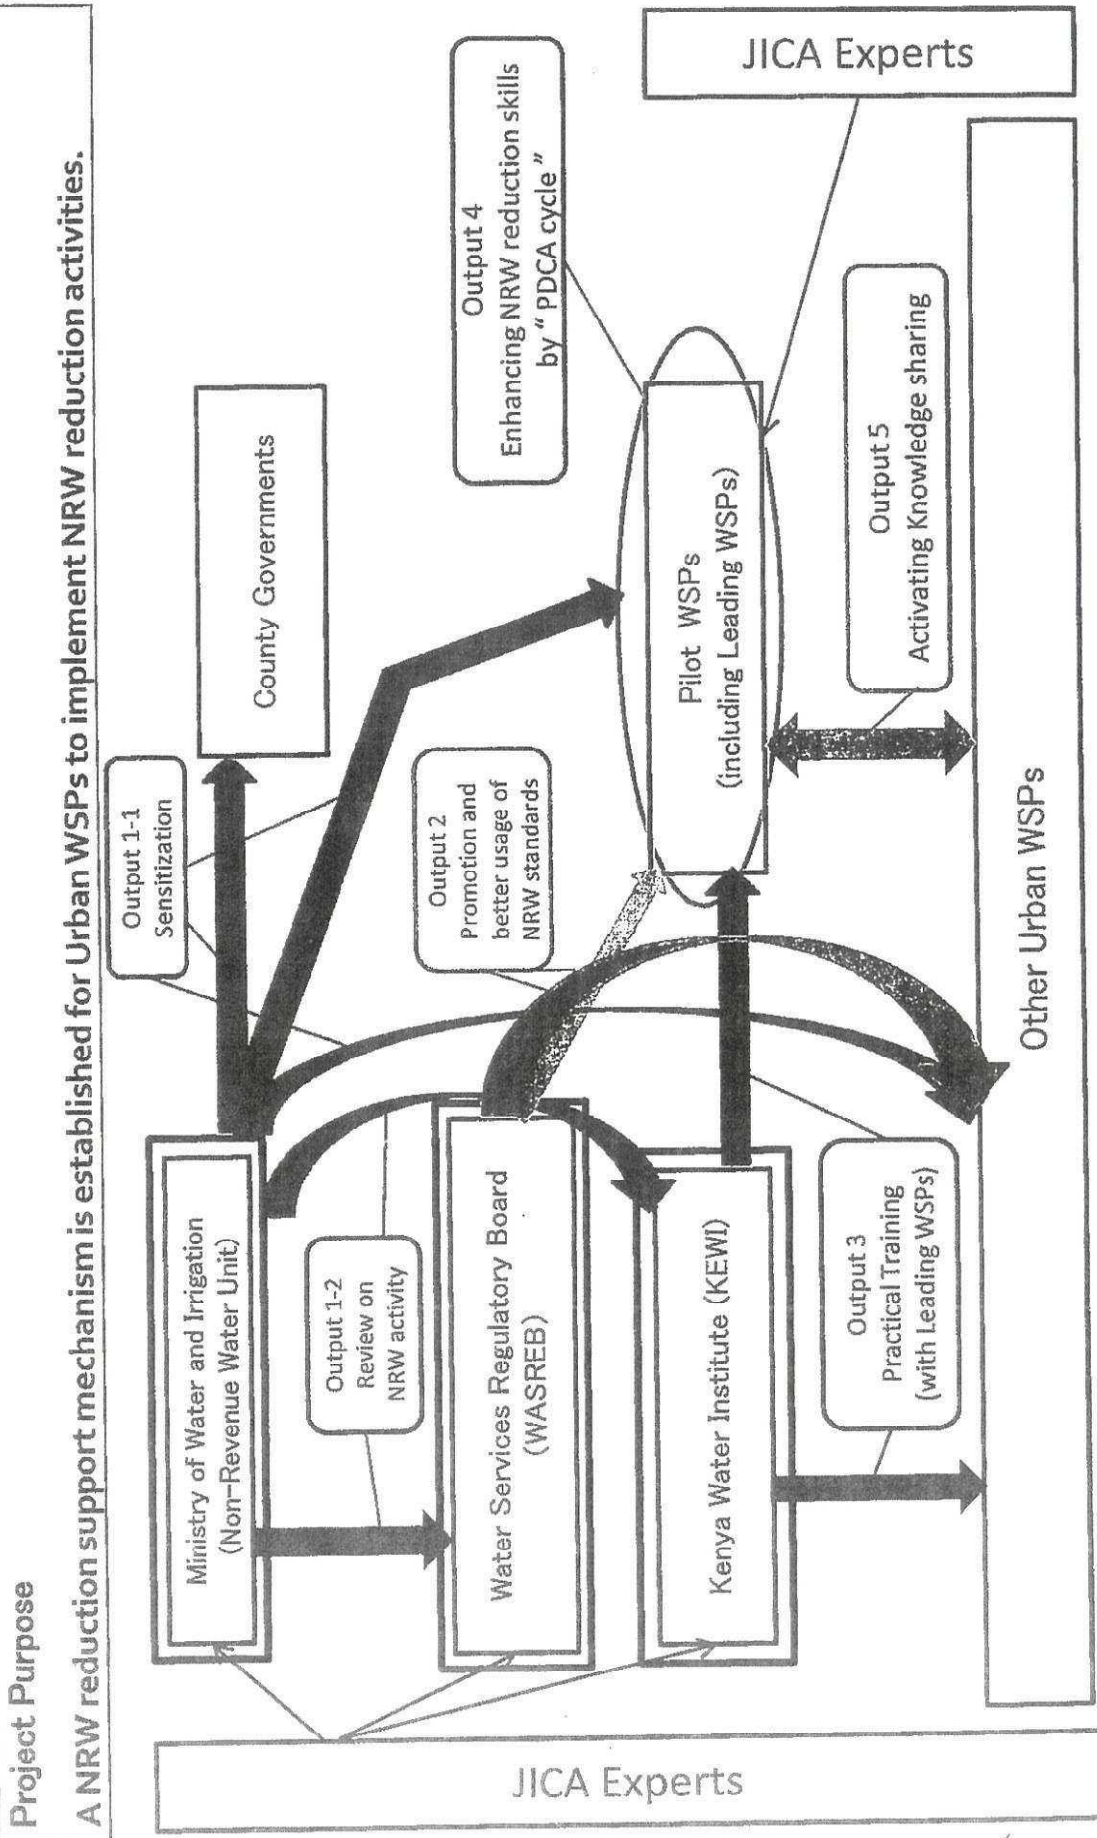 Project Purpose
A NRW reduction support mechanism is established for Urban WSPs to implement NRW reduction activities.
JICA Experts
Ministry of Water and Irrigation
(Non-Revenue Water Unit)
Output 1-1
Sensitization
County Governments
Output 1-2
Review on
NRW activity
Water Services Regulatory Board
(WASREB)
Output 2
Promotion and
better usage of
NRW standards
Output 4
Enhancing NRW reduction skills
by “ PDCA cycle ”
Kenya Water Institute (KEWI)
Pilot WSPs
(including Leading WSPs)
JICA Experts
Output 3
Practical Training
(with Leading WSPs)
Output 5
Activating Knowledge sharing
Other Urban WSPs